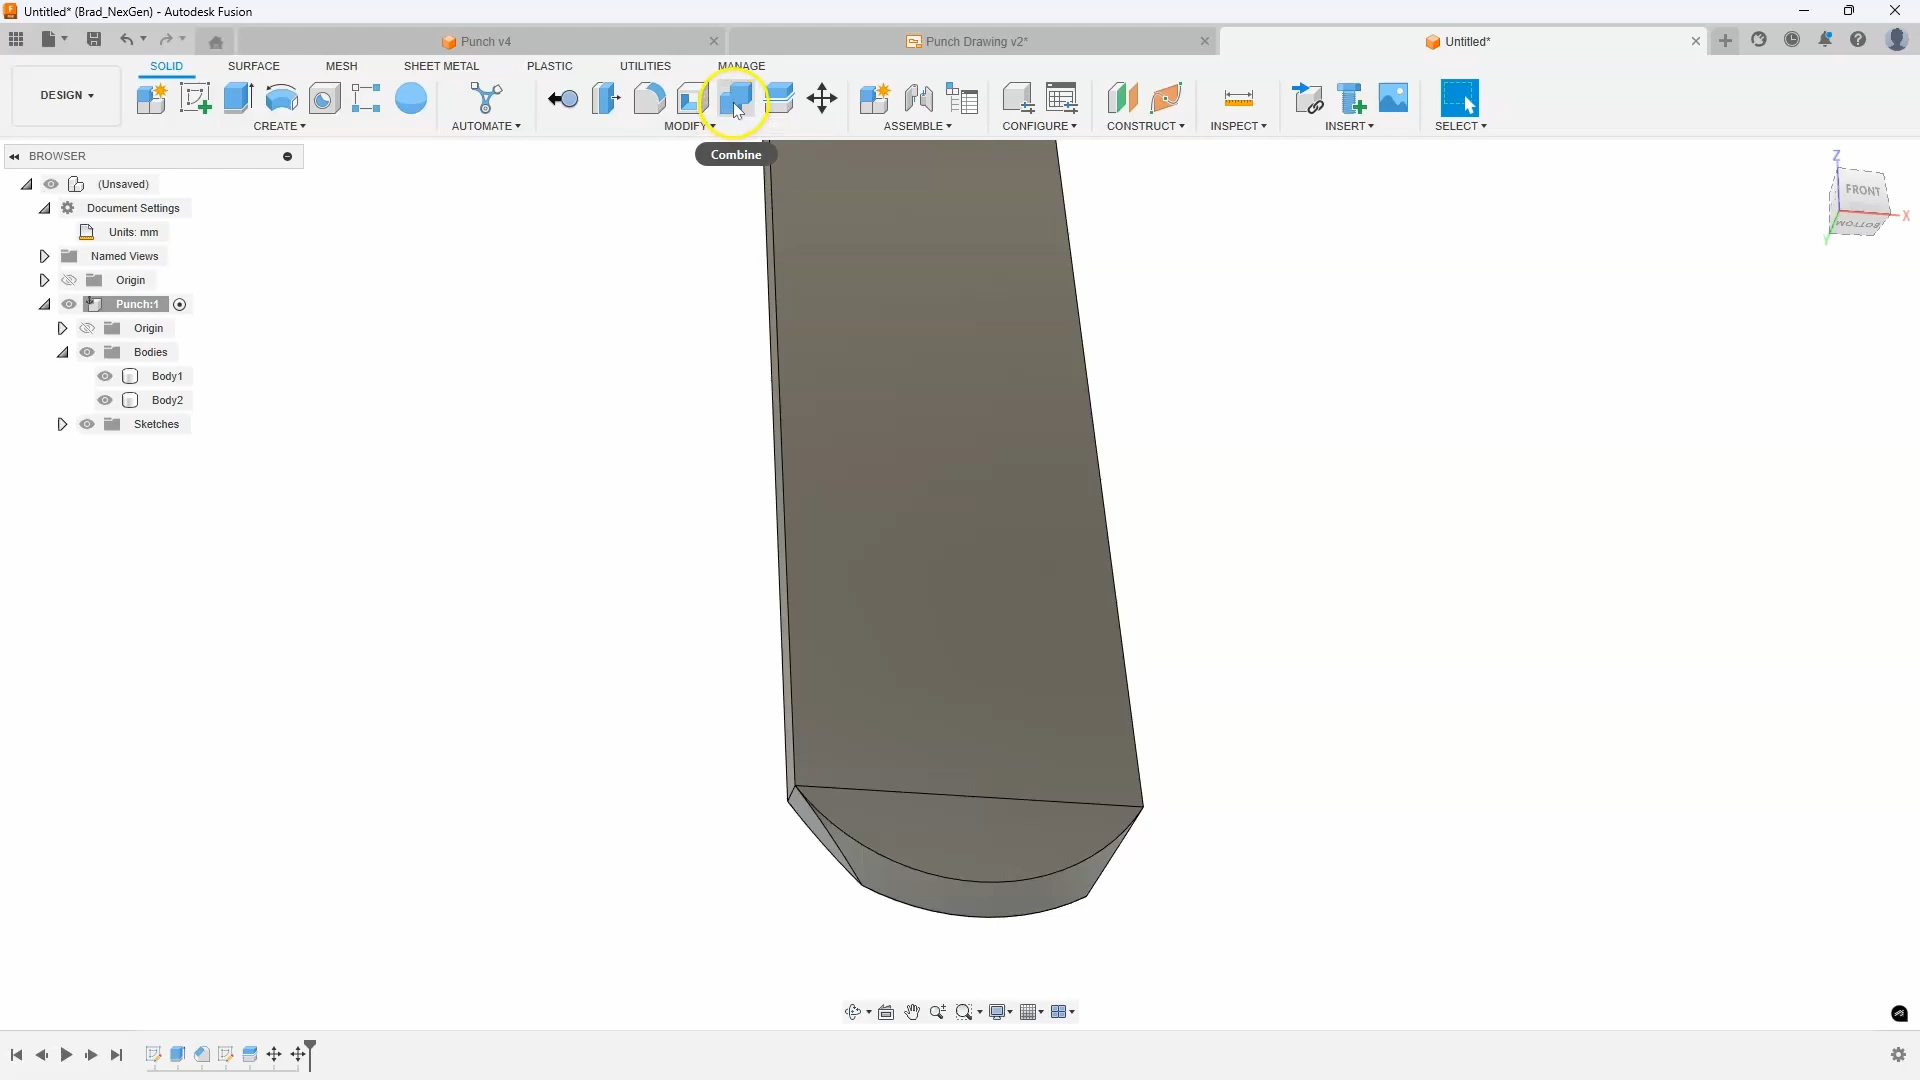 Untitled* (Brad_NexGen) - Autodesk Fusion
Punch v4
Punch Drawing v2*
Untitled*
DESIGN
SOLID
SURFACE
MESH
SHEET METAL
PLASTIC
UTILITIES
MANAGE
CREATE
AUTOMATE
MODIFY
ASSEMBLE
CONFIGURE
CONSTRUCT
INSPECT
INSERT
SELECT
Combine
BROWSER
(Unsaved)
Document Settings
Units: mm
Named Views
Origin
Punch:1
Origin
Bodies
Body1
Body2
Sketches
Z
FRONT
X
BOTTOM
Y